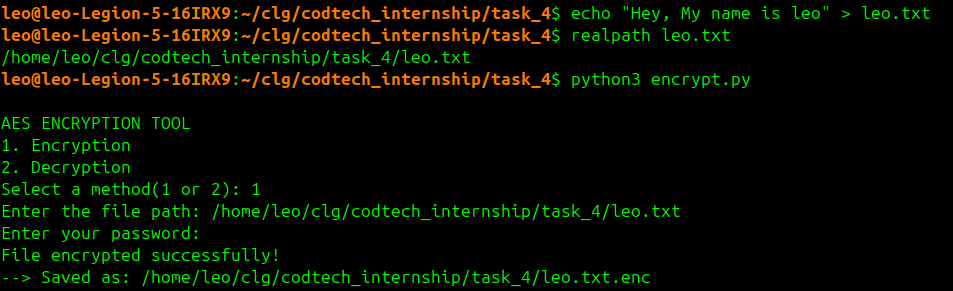 leo@leo-Legion-5-16IRX9:~/clg/codtech_internship/task_4$ echo "Hey, My name is leo" > leo.txt
leo@leo-Legion-5-16IRX9:~/clg/codtech_internship/task_4$ realpath leo.txt
/home/leo/clg/codtech_internship/task_4/leo.txt
leo@leo-Legion-5-16IRX9:~/clg/codtech_internship/task_4$ python3 encrypt.py
AES ENCRYPTION TOOL
1. Encryption
2. Decryption
Select a method(1 or 2): 1
Enter the file path: /home/leo/clg/codtech_internship/task_4/leo.txt
Enter your password:
File encrypted successfully!
--> Saved as: /home/leo/clg/codtech_internship/task_4/leo.txt.enc